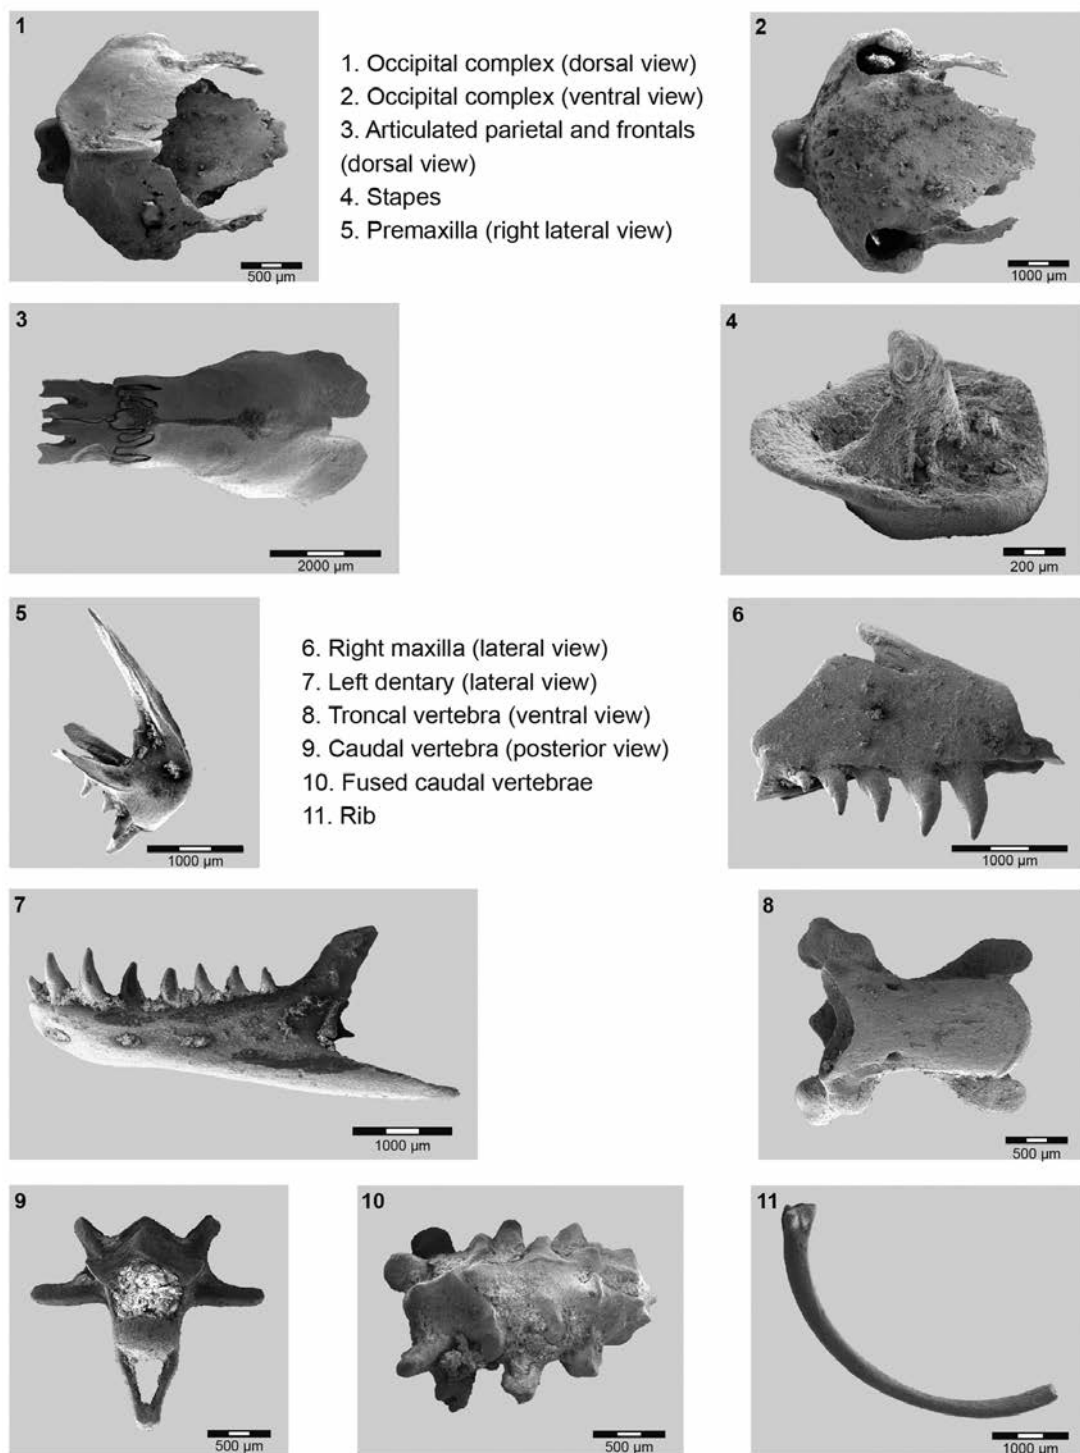 1
1. Occipital complex (dorsal view)
2. Occipital complex (ventral view)
3. Articulated parietal and frontals
(dorsal view)
4. Stapes
5. Premaxilla (right lateral view)
500 µm
2
1000 µm
3
2000 µm
4
200 µm
5
1000 µm
6. Right maxilla (lateral view)
7. Left dentary (lateral view)
8. Troncal vertebra (ventral view)
9. Caudal vertebra (posterior view)
10. Fused caudal vertebrae
11. Rib
6
1000 µm
7
1000 µm
8
500 µm
9
500 µm
10
500 µm
11
1000 µm